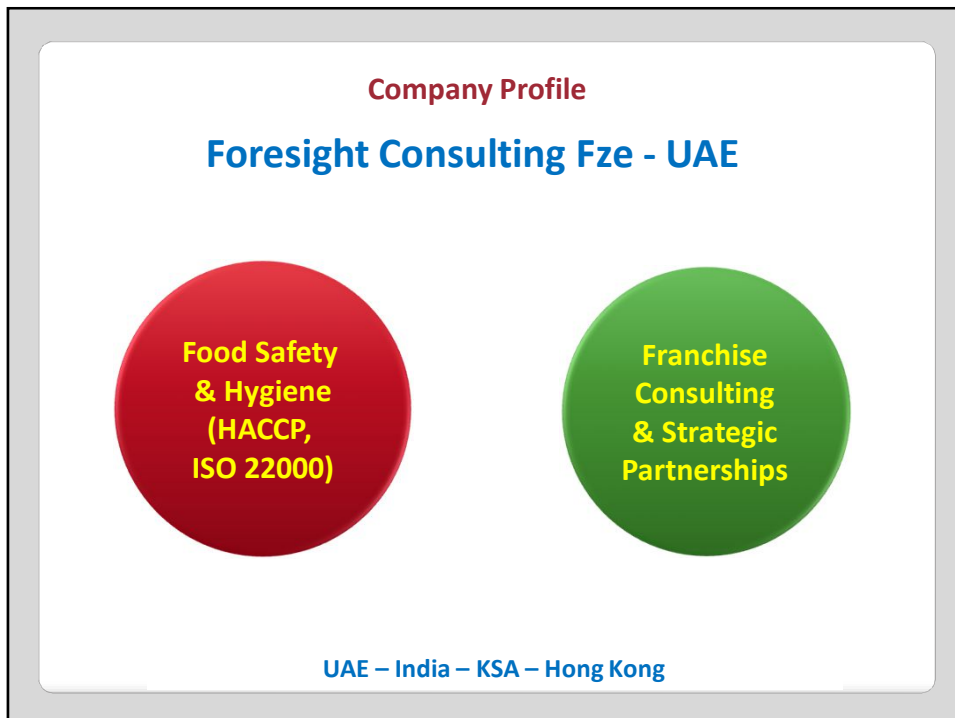 Company Profile
Foresight Consulting Fze - UAE
Food Safety
& Hygiene
(HACCP,
ISO 22000)
Franchise
Consulting
& Strategic
Partnerships
UAE – India – KSA – Hong Kong